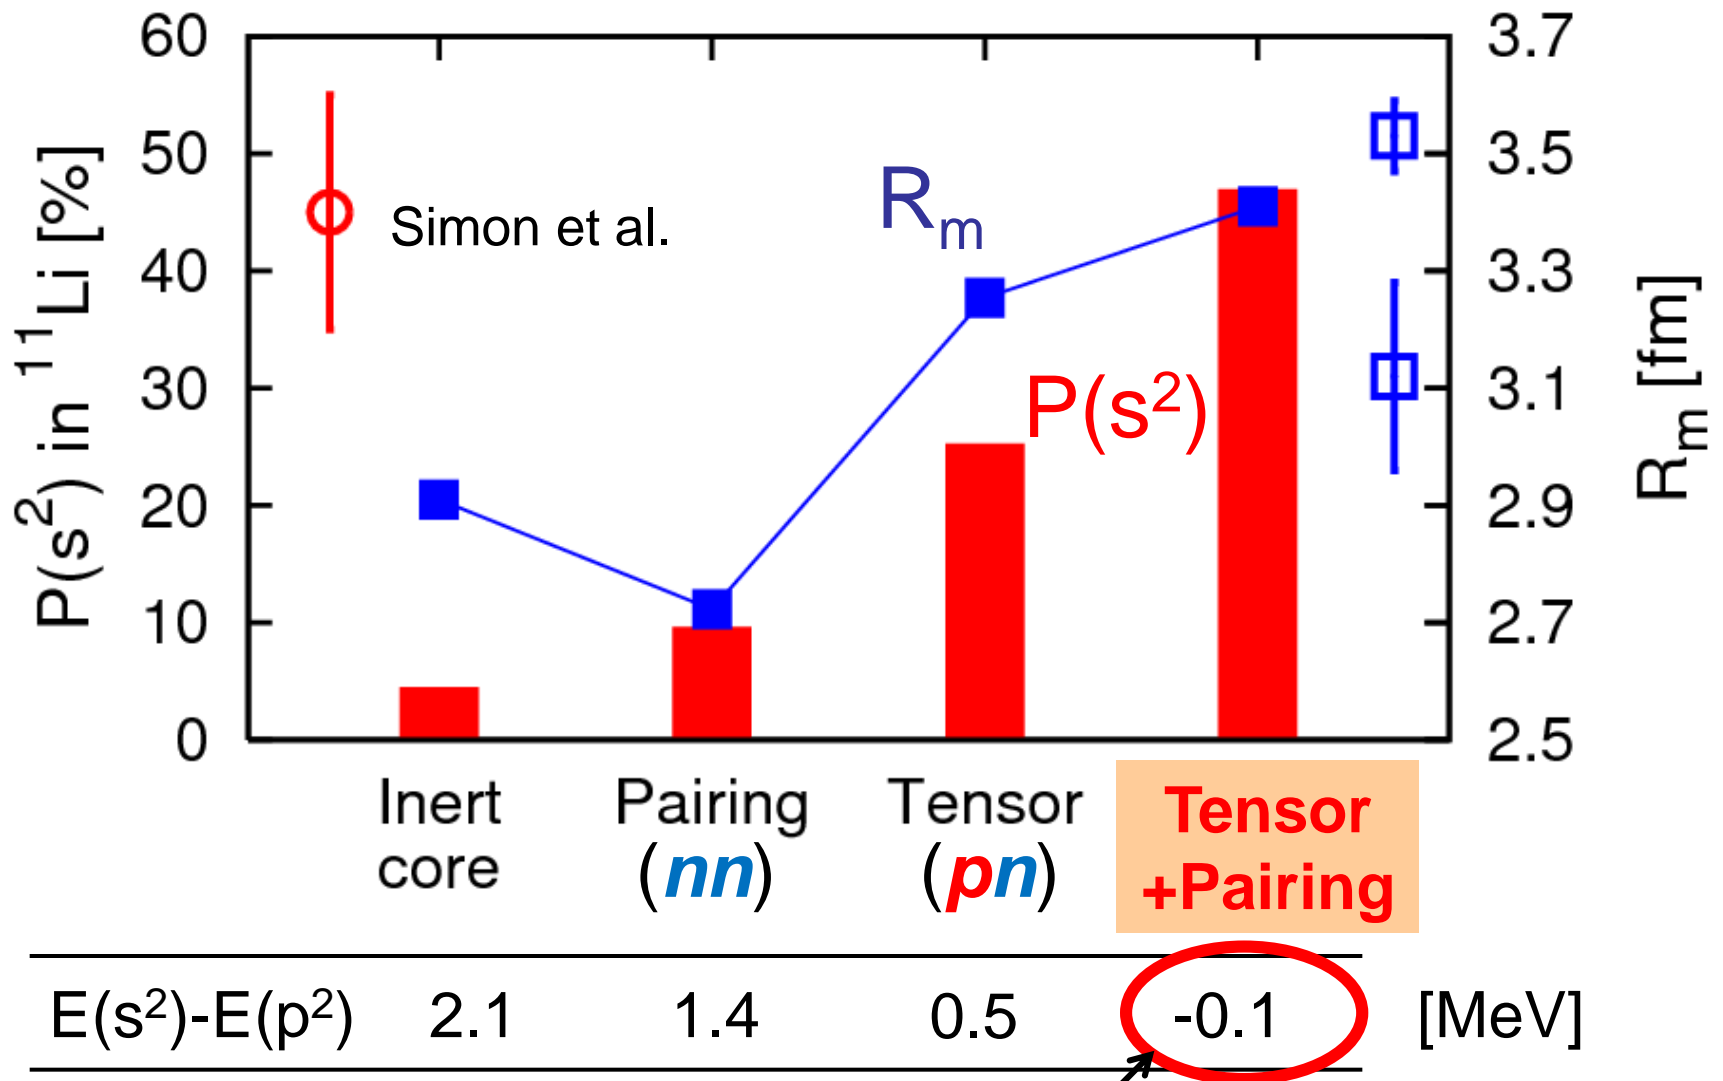 60
50
40
30
20
10
0
P(s²) in ¹¹Li [%]
Simon et al.
Rₘ
P(s²)
3.7
3.5
3.3
3.1
2.9
2.7
2.5
Rₘ [fm]
Inert
core
Pairing
(nn)
Tensor
(pn)
Tensor
+Pairing
E(s²)-E(p²) 2.1 1.4 0.5 -0.1 [MeV]